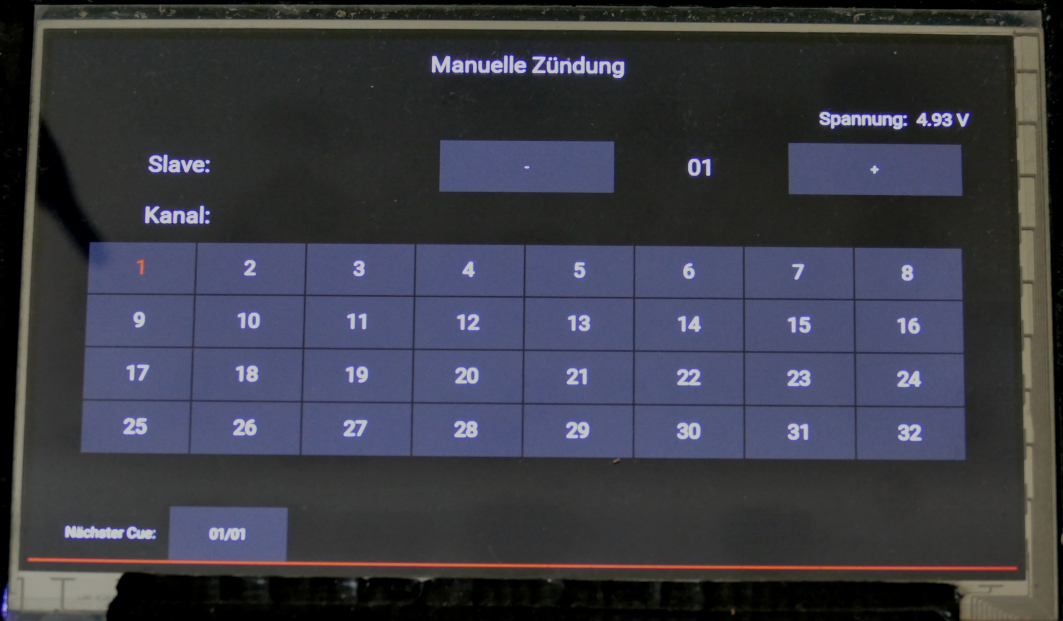 Manuelle Zündung
Spannung: 4.93 V
Slave: - 01 +
Kanal:
1 2 3 4 5 6 7 8
9 10 11 12 13 14 15 16
17 18 19 20 21 22 23 24
25 26 27 28 29 30 31 32
Nächster Cue: 01/01